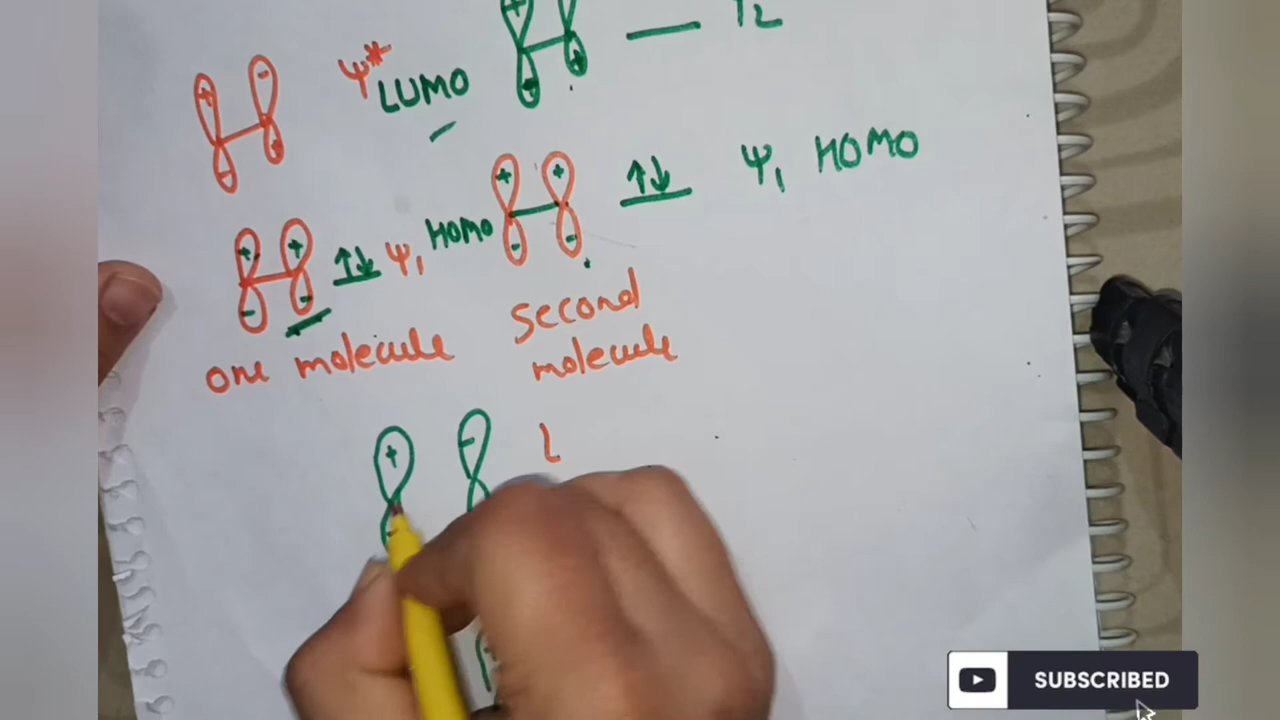 ψ* LUMO
ψ₁ HOMO
↑↓ ψ₁ HOMO
↑↓
one molecule
second molecule
L
SUBSCRIBED